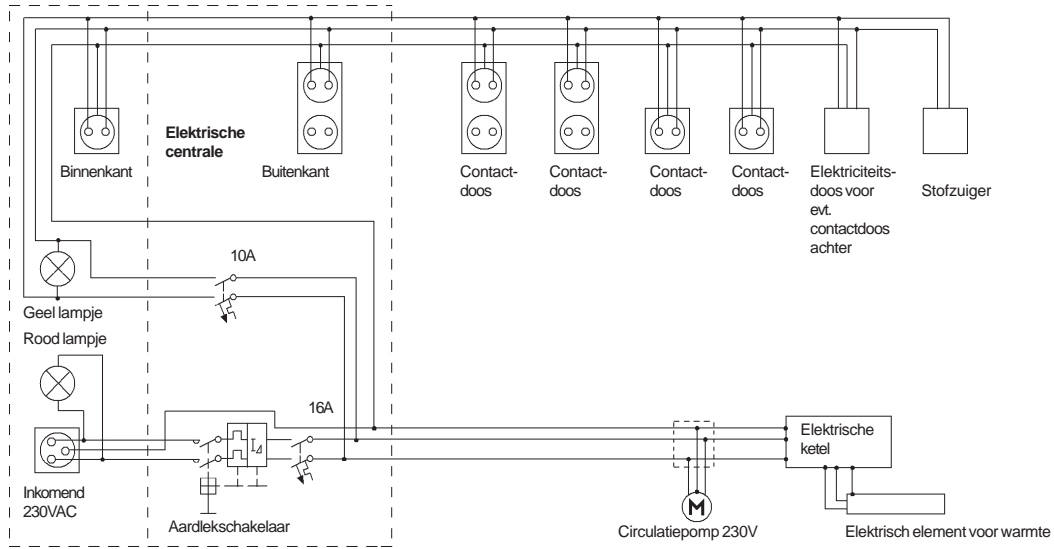 Elektrische
centrale
Binnenkant
Buitenkant
Contact-
doos
Contact-
doos
Contact-
doos
Contact-
doos
Elektriciteits-
doos voor
evt.
contactdoos
achter
Stofzuiger
10A
Geel lampje
Rood lampje
16A
I∆
Elektrische
ketel
M
Inkomend
230VAC
Aardlekschakelaar
Circulatiepomp 230V
Elektrisch element voor warmte